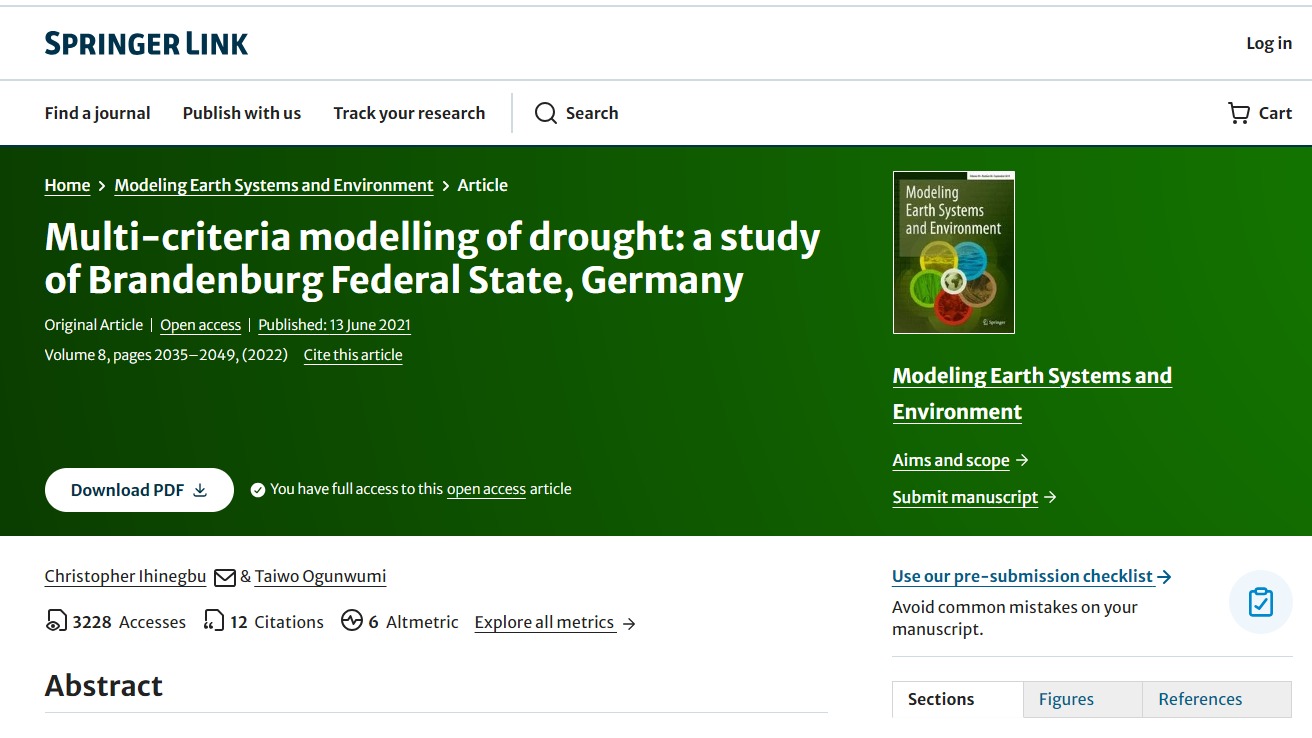 SPRINGER LINK
Log in
Find a journal
Publish with us
Track your research
Search
Cart
Home > Modeling Earth Systems and Environment > Article
Multi-criteria modelling of drought: a study
of Brandenburg Federal State, Germany
Original Article | Open access | Published: 13 June 2021
Volume 8, pages 2035–2049, (2022) Cite this article
Download PDF
You have full access to this open access article
Modeling
Earth Systems
and Environment
Springer
Modeling Earth Systems and
Environment
Aims and scope →
Submit manuscript →
Christopher Ihinegbu & Taiwo Ogunwumi
3228 Accesses 12 Citations 6 Altmetric Explore all metrics →
Abstract
Use our pre-submission checklist →
Avoid common mistakes on your
manuscript.
Sections
Figures
References